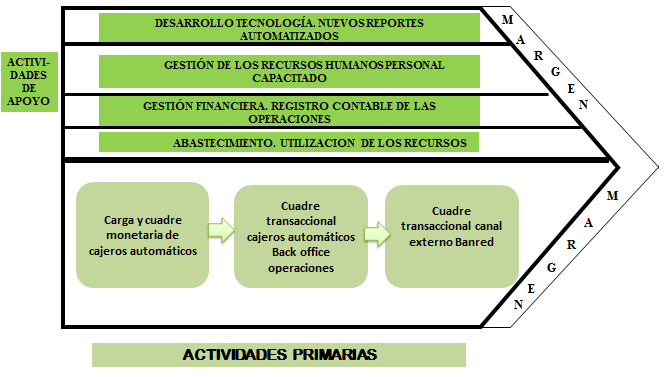 DESARROLLO TECNOLOGÍA. NUEVOS REPORTES
AUTOMATIZADOS
ACTIVI-
DADES
DE
APOYO
GESTIÓN DE LOS RECURSOS HUMANOS PERSONAL
CAPACITADO
GESTIÓN FINANCIERA. REGISTRO CONTABLE DE LAS
OPERACIONES
ABASTECIMIENTO. UTILIZACION DE LOS RECURSOS
MARGEN
Carga y cuadre
monetaria de
cajeros automáticos
Cuadre
transaccional
cajeros automáticos
Back office
operaciones
Cuadre
transaccional canal
externo Banred
MARGEN
ACTIVIDADES PRIMARIAS